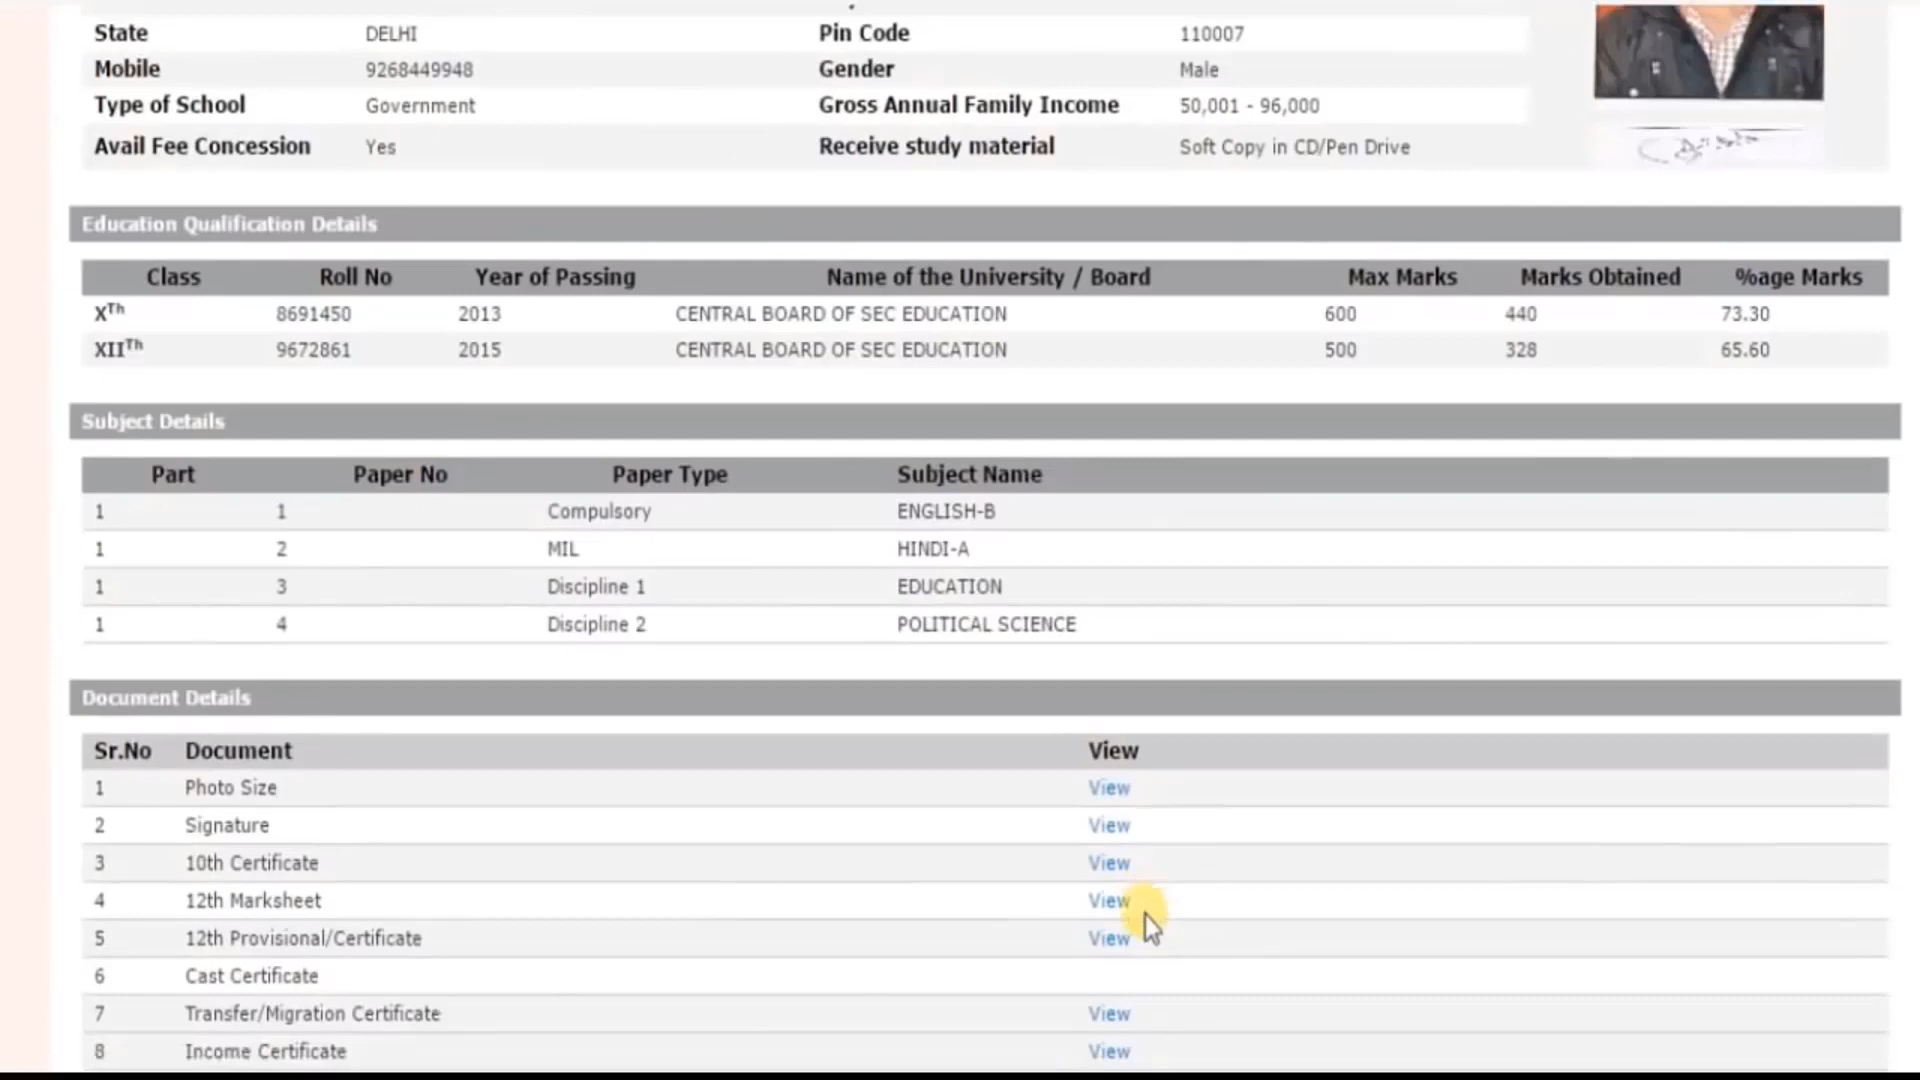 State DELHI Pin Code 110007
Mobile 9268449948 Gender Male
Type of School Government Gross Annual Family Income 50,001 - 96,000
Avail Fee Concession Yes Receive study material Soft Copy in CD/Pen Drive
Education Qualification Details
Class Roll No Year of Passing Name of the University / Board Max Marks Marks Obtained %age Marks
XTh 8691450 2013 CENTRAL BOARD OF SEC EDUCATION 600 440 73.30
XIITh 9672861 2015 CENTRAL BOARD OF SEC EDUCATION 500 328 65.60
Subject Details
Part Paper No Paper Type Subject Name
1 1 Compulsory ENGLISH-B
1 2 MIL HINDI-A
1 3 Discipline 1 EDUCATION
1 4 Discipline 2 POLITICAL SCIENCE
Document Details
Sr.No Document View
1 Photo Size View
2 Signature View
3 10th Certificate View
4 12th Marksheet View
5 12th Provisional/Certificate View
6 Cast Certificate
7 Transfer/Migration Certificate View
8 Income Certificate View